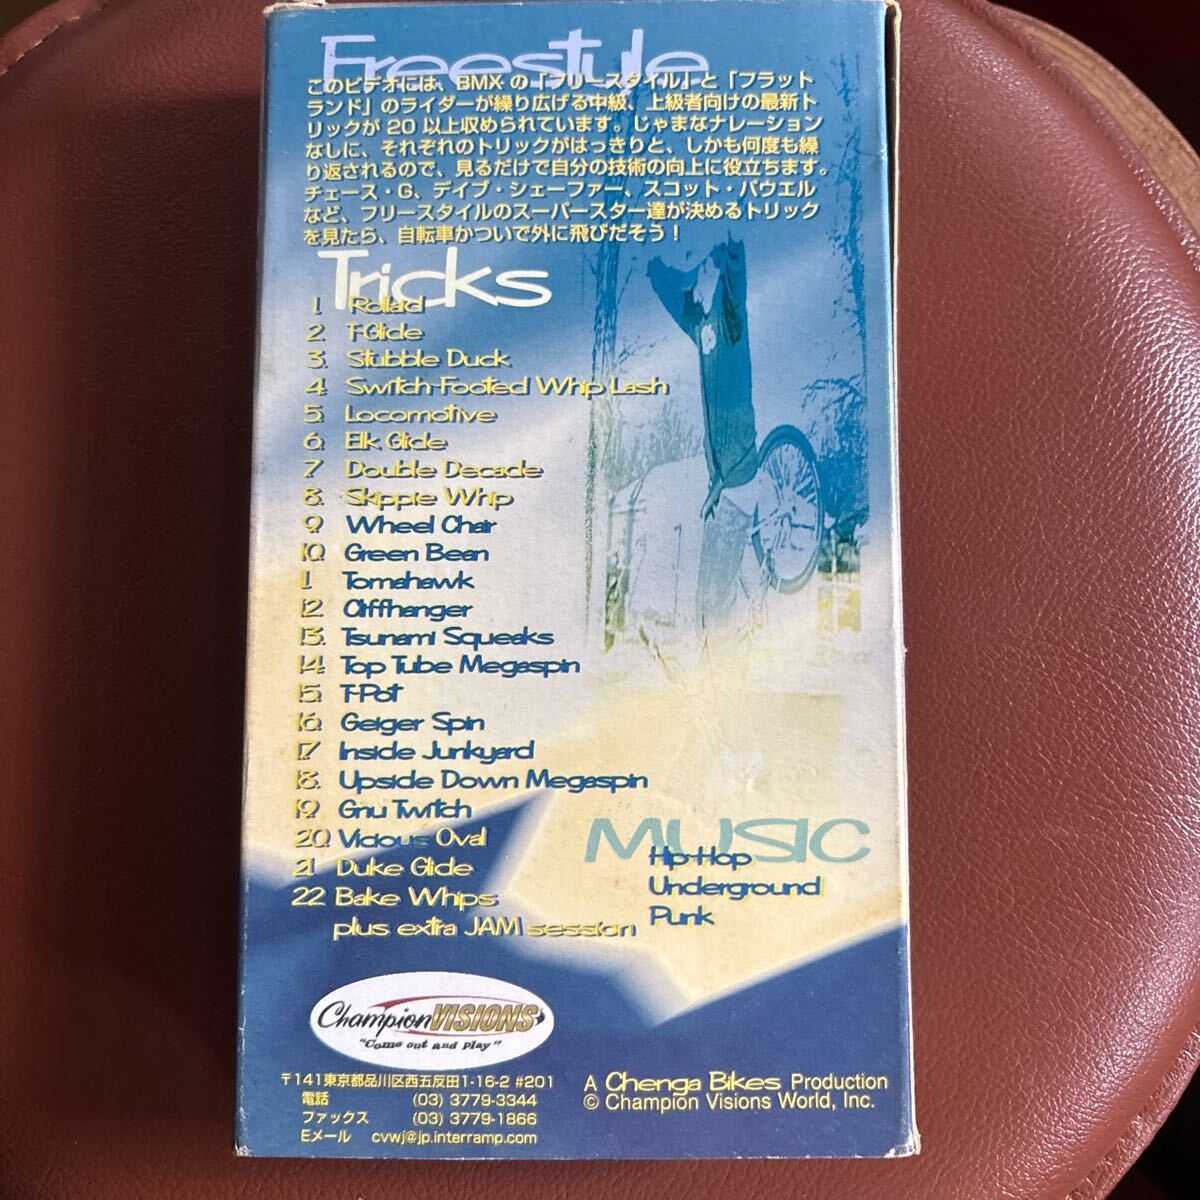 Freestyle
このビデオには、BMX の「フリースタイル」と「フラット
ランド」のライダーが繰り広げる中級、上級者向けの最新ト
リックが 20 以上収められています。じゃまなナレーション
なしに、それぞれのトリックがはっきりと、しかも何度も繰
り返されるので、見るだけで自分の技術の向上に役立ちます。
チェース・G、デイブ・シェーファー、スコット・パウエル
など、フリースタイルのスーパースター達が決めるトリック
を見たら、自転車かついで外に飛びだそう！
Tricks
1. Rollaid
2. T-Glide
3. Stubble Duck
4. Switch-Footed Whip Lash
5. Locomotive
6. Elk Glide
7. Double Decade
8. Skippie Whip
9. Wheel Chair
10. Green Bean
11. Tomahawk
12. Cliffhanger
13. Tsunami Squeaks
14. Top Tube Megaspin
15. T-Pot
16. Geiger Spin
17. Inside Junkyard
18. Upside Down Megaspin
19. Gnu Twitch
20. Vicious Oval
21. Duke Glide
22. Bake Whips
plus extra JAM session
MUSIC
Hip-Hop
Underground
Punk
Champion VISIONS
"Come out and play"
〒141東京都品川区西五反田1-16-2 #201
電話 (03) 3779-3344
ファックス (03) 3779-1866
Eメール cvwj@jp.interramp.com
A Chenga Bikes Production
© Champion Visions World, Inc.